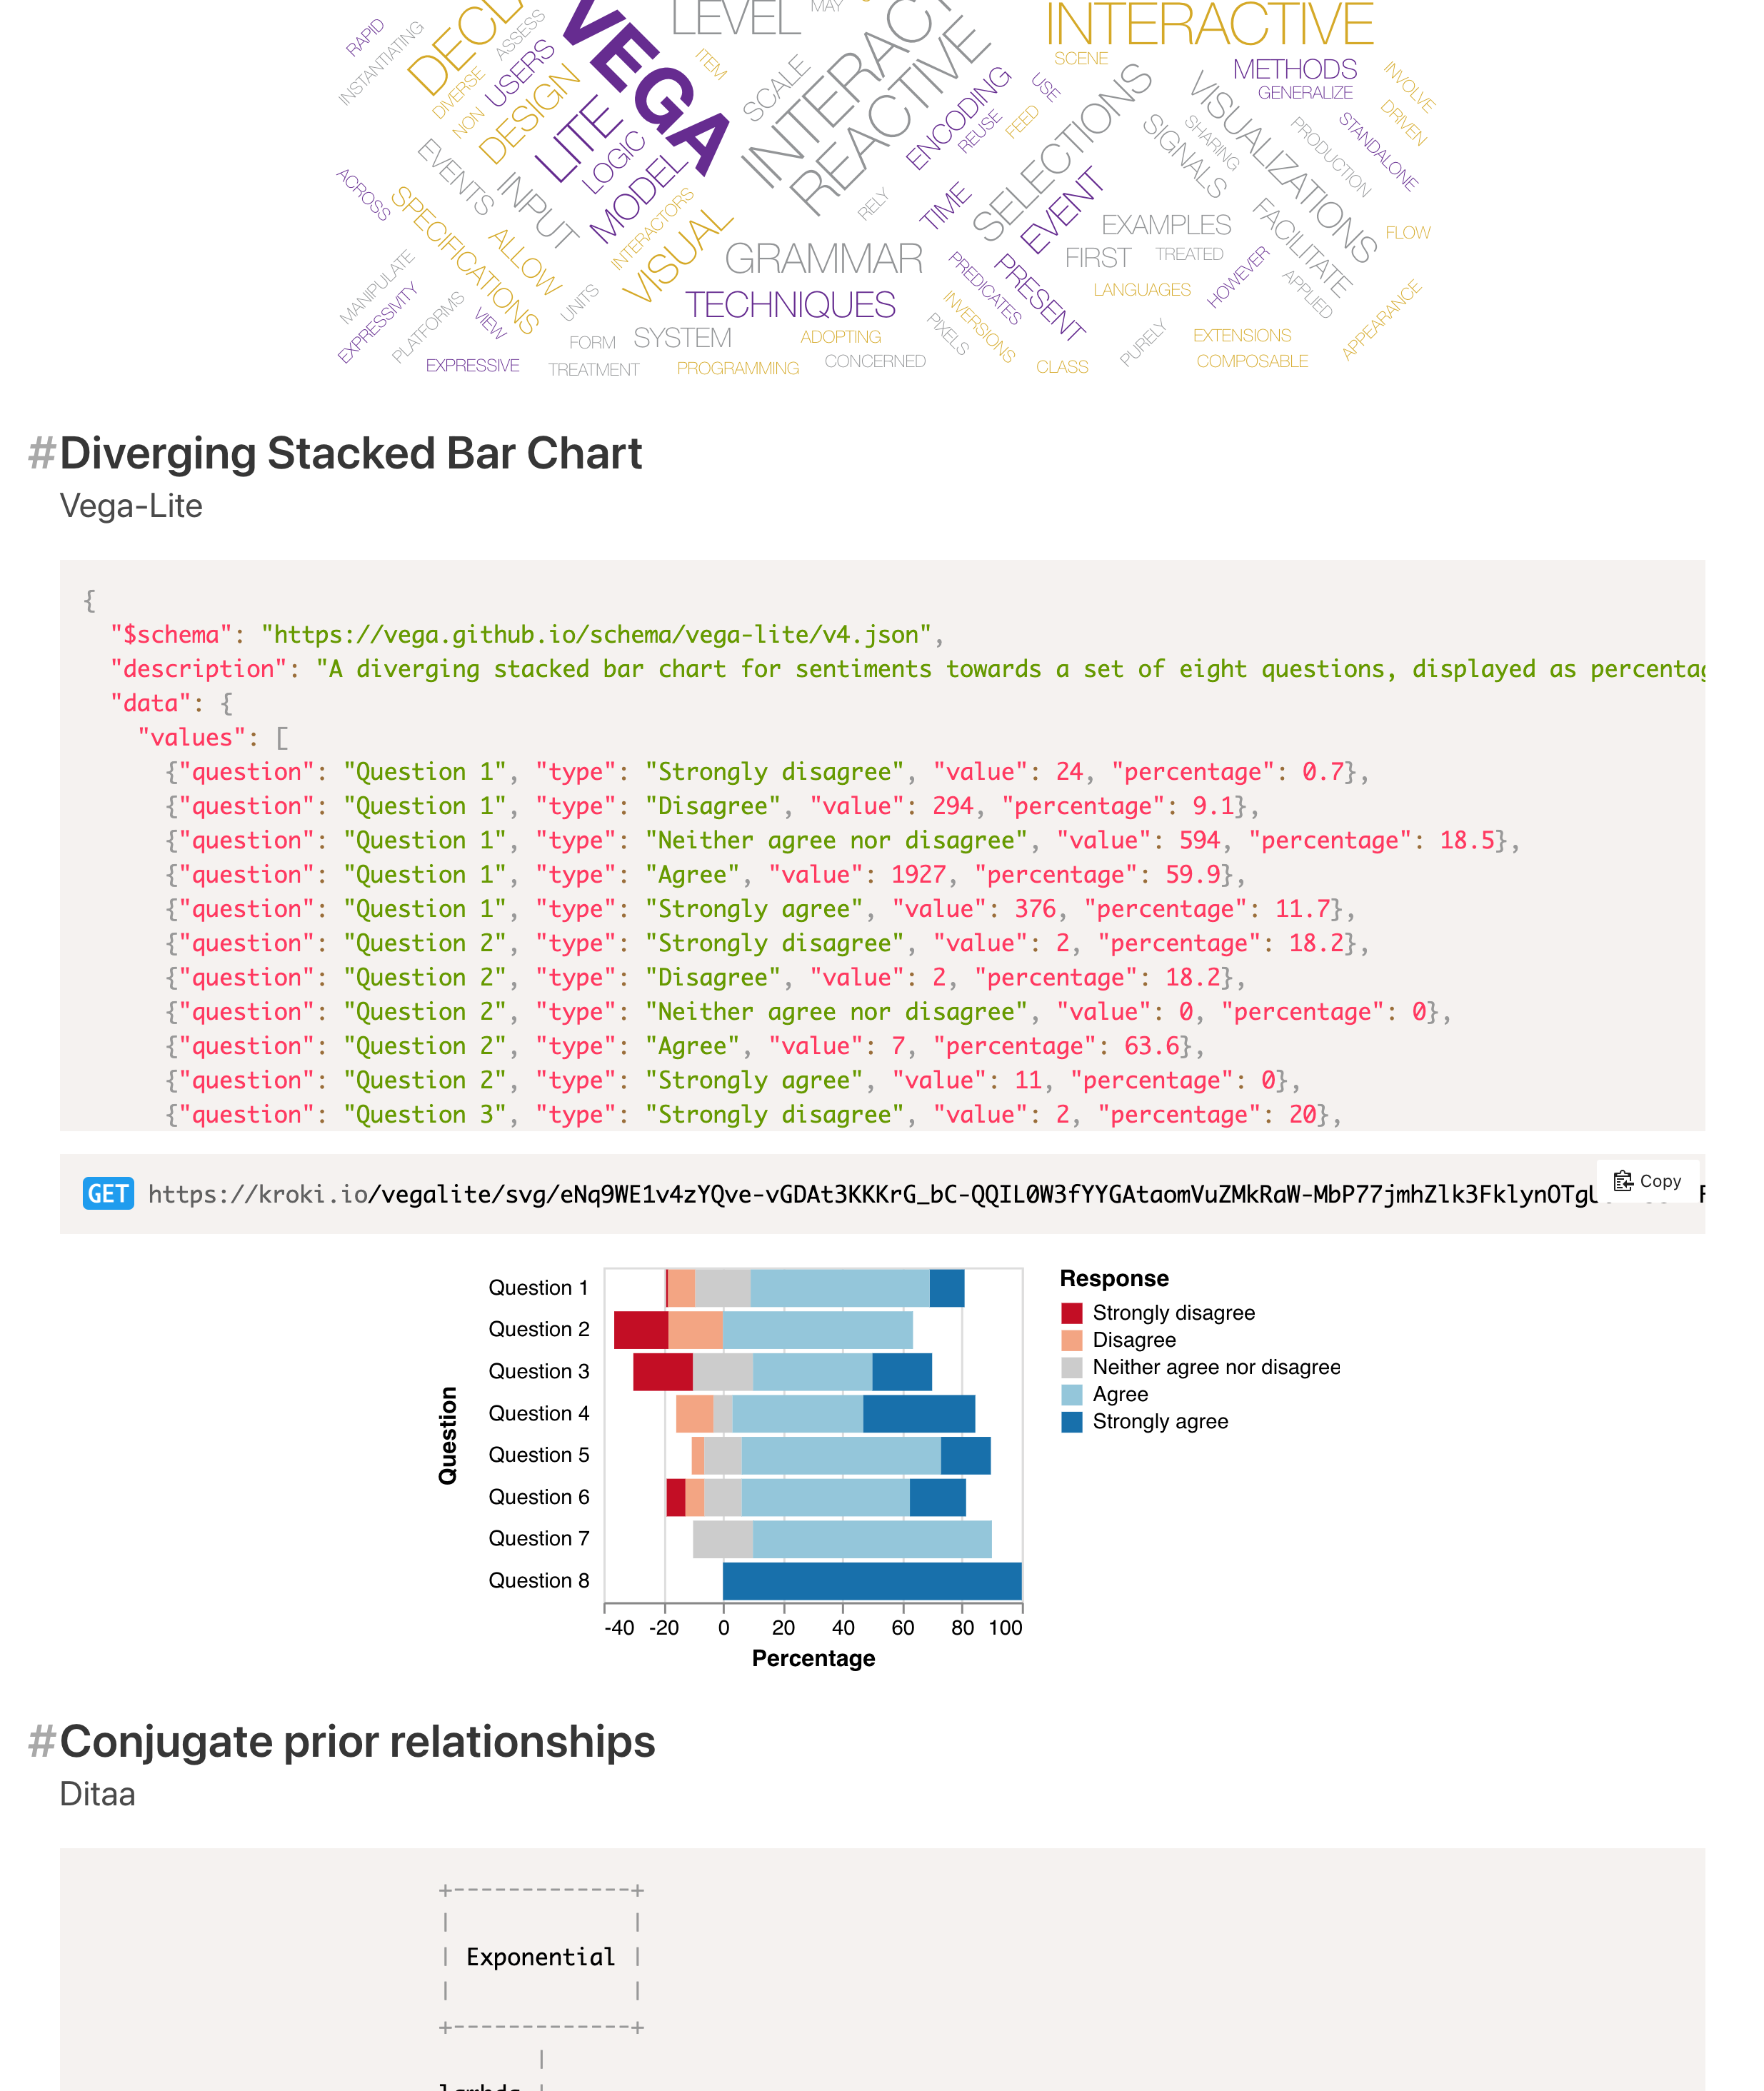 DECL
VEGA
LEVEL
MAY
INTERACT
INTERACTIVE
RAPID
INSTANTIATING
ASSESS
DIVERSE
USERS
NON
DESIGN
ITEM
SCALE
REACTIVE
ENCODING
USE
REUSE
FEED
SCENE
METHODS
GENERALIZE
INVOLVE
DRIVEN
VISUALIZATIONS
SHARING
SIGNALS
PRODUCTION
STANDALONE
LITE
LOGIC
MODEL
EVENTS
INPUT
ACROSS
SPECIFICATIONS
ALLOW
INTERACTORS
VISUAL
RELY
TIME
SELECTIONS
EVENT
EXAMPLES
FACILITATE
FLOW
GRAMMAR
PREDICATES
PRESENT
FIRST
TREATED
HOWEVER
APPLIED
MANIPULATE
EXPRESSIVITY
PLATFORMS
VIEW
UNITS
TECHNIQUES
INVERSIONS
LANGUAGES
APPEARANCE
FORM
SYSTEM
ADOPTING
PIXELS
PURELY
EXTENSIONS
EXPRESSIVE
TREATMENT
PROGRAMMING
CONCERNED
CLASS
COMPOSABLE
#Diverging Stacked Bar Chart
Vega-Lite
{
"$schema": "https://vega.github.io/schema/vega-lite/v4.json",
"description": "A diverging stacked bar chart for sentiments towards a set of eight questions, displayed as percentag
"data": {
"values": [
{"question": "Question 1", "type": "Strongly disagree", "value": 24, "percentage": 0.7},
{"question": "Question 1", "type": "Disagree", "value": 294, "percentage": 9.1},
{"question": "Question 1", "type": "Neither agree nor disagree", "value": 594, "percentage": 18.5},
{"question": "Question 1", "type": "Agree", "value": 1927, "percentage": 59.9},
{"question": "Question 1", "type": "Strongly agree", "value": 376, "percentage": 11.7},
{"question": "Question 2", "type": "Strongly disagree", "value": 2, "percentage": 18.2},
{"question": "Question 2", "type": "Disagree", "value": 2, "percentage": 18.2},
{"question": "Question 2", "type": "Neither agree nor disagree", "value": 0, "percentage": 0},
{"question": "Question 2", "type": "Agree", "value": 7, "percentage": 63.6},
{"question": "Question 2", "type": "Strongly agree", "value": 11, "percentage": 0},
{"question": "Question 3", "type": "Strongly disagree", "value": 2, "percentage": 20},
GET https://kroki.io/vegalite/svg/eNq9WE1v4zYQve-vGDAt3KKKrG_bC-QQIL0W3fYYGAtaomVuZMkRaW-MbP77jmhZlk3FklynOTgU
Copy
Question 1
Question 2
Question 3
Question 4
Question 5
Question 6
Question 7
Question 8
Question
-40 -20 0 20 40 60 80 100
Percentage
Response
Strongly disagree
Disagree
Neither agree nor disagree
Agree
Strongly agree
#Conjugate prior relationships
Ditaa
+-------------+
| |
| Exponential |
| |
+-------------+
|
lambda |